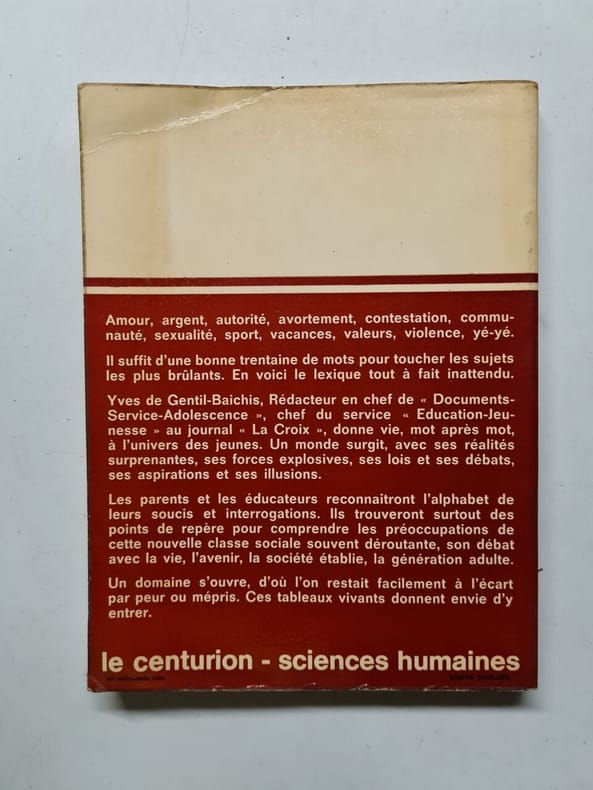 Amour, argent, autorité, avortement, contestation, commu-
nauté, sexualité, sport, vacances, valeurs, violence, yé-yé.
Il suffit d'une bonne trentaine de mots pour toucher les sujets
les plus brûlants. En voici le lexique tout à fait inattendu.
Yves de Gentil-Baichis, Rédacteur en chef de « Documents-
Service-Adolescence », chef du service « Education-Jeu-
nesse » au journal « La Croix », donne vie, mot après mot,
à l'univers des jeunes. Un monde surgit, avec ses réalités
surprenantes, ses forces explosives, ses lois et ses débats,
ses aspirations et ses illusions.
Les parents et les éducateurs reconnaitront l'alphabet de
leurs soucis et interrogations. Ils trouveront surtout des
points de repère pour comprendre les préoccupations de
cette nouvelle classe sociale souvent déroutante, son débat
avec la vie, l'avenir, la société établie, la génération adulte.
Un domaine s'ouvre, d'où l'on restait facilement à l'écart
par peur ou mépris. Ces tableaux vivants donnent envie d'y
entrer.
le centurion - sciences humaines
pierre